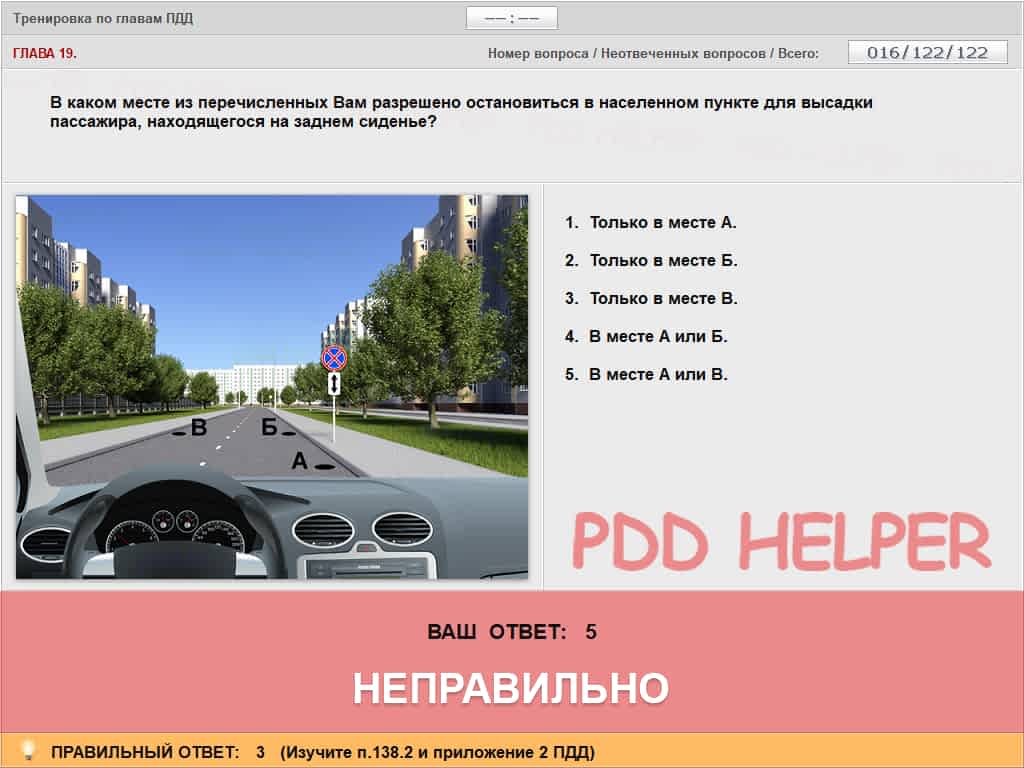 Тренировка по главам ПДД
–– : ––
ГЛАВА 19.
Номер вопроса / Неотвеченных вопросов / Всего: 016/122/122
В каком месте из перечисленных Вам разрешено остановиться в населенном пункте для высадки
пассажира, находящегося на заднем сиденье?
1. Только в месте А.
2. Только в месте Б.
3. Только в месте В.
4. В месте А или Б.
5. В месте А или В.
В
Б
А
PDD HELPER
ВАШ ОТВЕТ: 5
НЕПРАВИЛЬНО
ПРАВИЛЬНЫЙ ОТВЕТ: 3 (Изучите п.138.2 и приложение 2 ПДД)